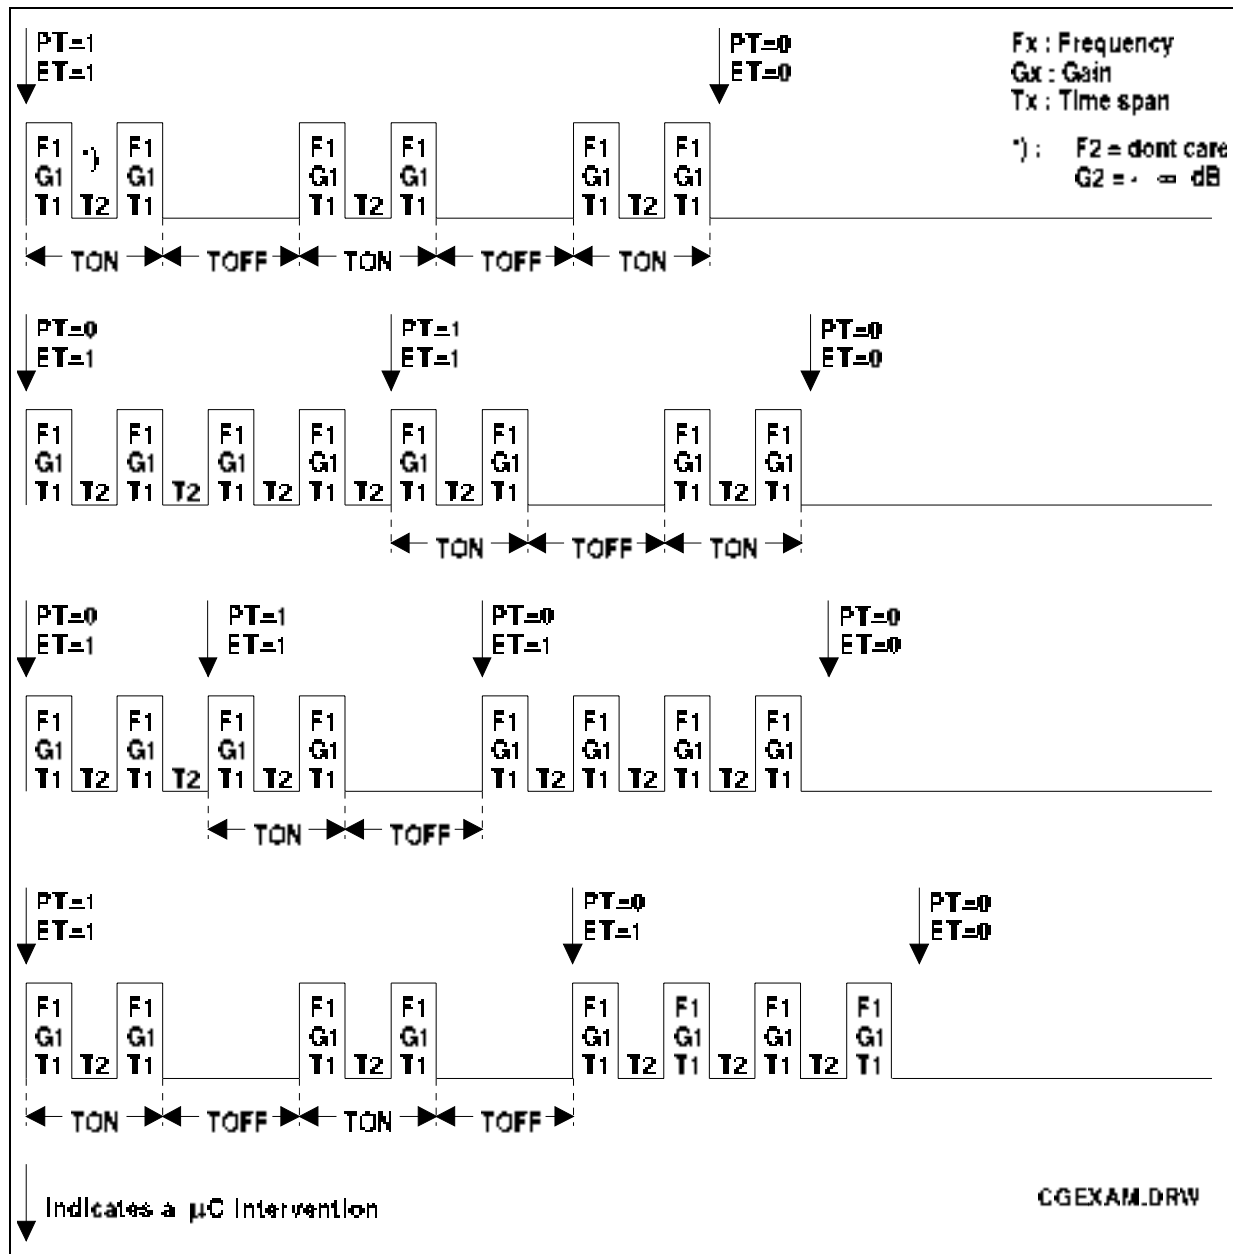 PT=1 PT=0 Fx : Frequency
ET=1 ET=0 Gx : Gain
Tx : Time span
*) : F2 = dont care
G2 = - ∞ dB
F1 *) F1 F1 F1 F1 F1
G1 G1 G1 G1 G1 G1
T1 T2 T1 T1 T2 T1 T1 T2 T1
TON TOFF TON TOFF TON
PT=0 PT=1 PT=0
ET=1 ET=1 ET=0
F1 F1 F1 F1 F1 F1 F1 F1
G1 G1 G1 G1 G1 G1 G1 G1
T1 T2 T1 T2 T1 T2 T1 T2 T1 T2 T1 T1 T2 T1
TON TOFF TON
PT=0 PT=1 PT=0 PT=0
ET=1 ET=1 ET=1 ET=0
F1 F1 F1 F1 F1 F1 F1 F1
G1 G1 G1 G1 G1 G1 G1 G1
T1 T2 T1 T2 T1 T2 T1 T1 T2 T1 T2 T1 T2 T1
TON TOFF
PT=1 PT=0 PT=0
ET=1 ET=1 ET=0
F1 F1 F1 F1 F1 F1 F1 F1
G1 G1 G1 G1 G1 G1 G1 G1
T1 T2 T1 T1 T2 T1 T1 T2 T1 T2 T1 T2 T1
TON TOFF TON TOFF
Indicates a µC Intervention
CGEXAM.DRW